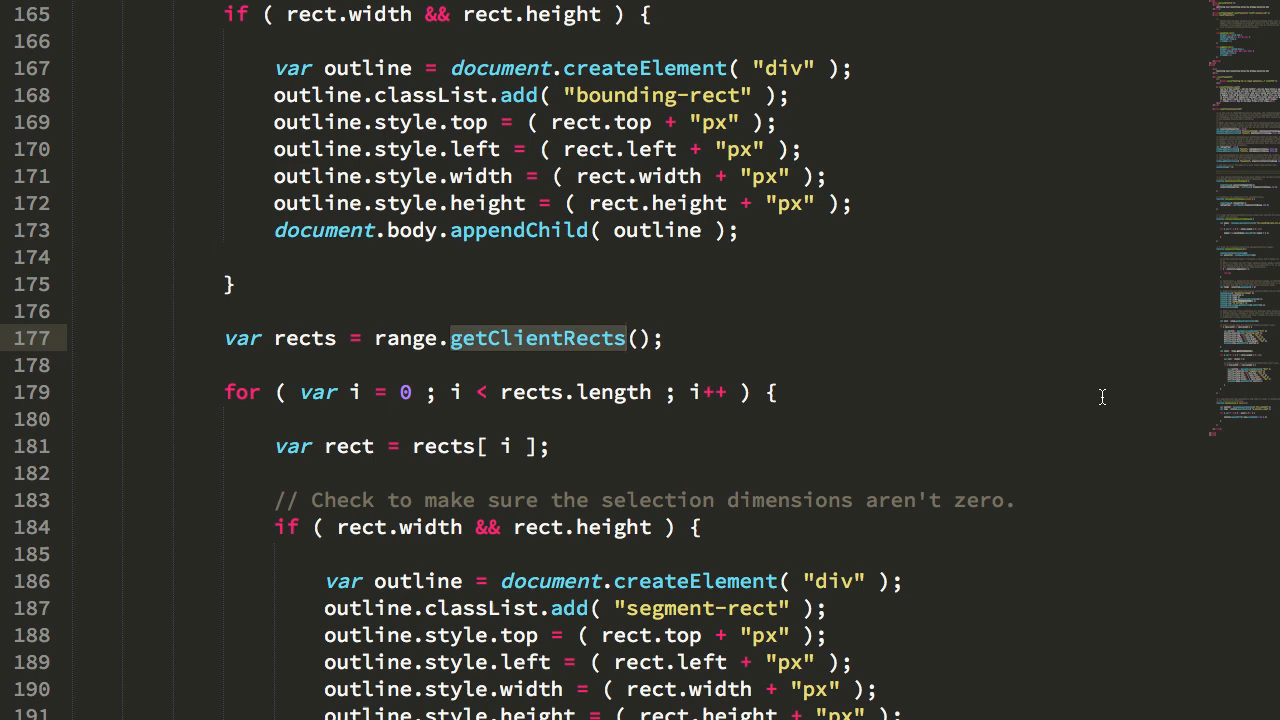 165 if ( rect.width && rect.height ) {
166
167 var outline = document.createElement( "div" );
168 outline.classList.add( "bounding-rect" );
169 outline.style.top = ( rect.top + "px" );
170 outline.style.left = ( rect.left + "px" );
171 outline.style.width = ( rect.width + "px" );
172 outline.style.height = ( rect.height + "px" );
173 document.body.appendChild( outline );
174
175 }
176
177 var rects = range.getClientRects();
178
179 for ( var i = 0 ; i < rects.length ; i++ ) {
180
181 var rect = rects[ i ];
182
183 // Check to make sure the selection dimensions aren't zero.
184 if ( rect.width && rect.height ) {
185
186 var outline = document.createElement( "div" );
187 outline.classList.add( "segment-rect" );
188 outline.style.top = ( rect.top + "px" );
189 outline.style.left = ( rect.left + "px" );
190 outline.style.width = ( rect.width + "px" );
191 outline.style.height = ( rect.height + "px" );